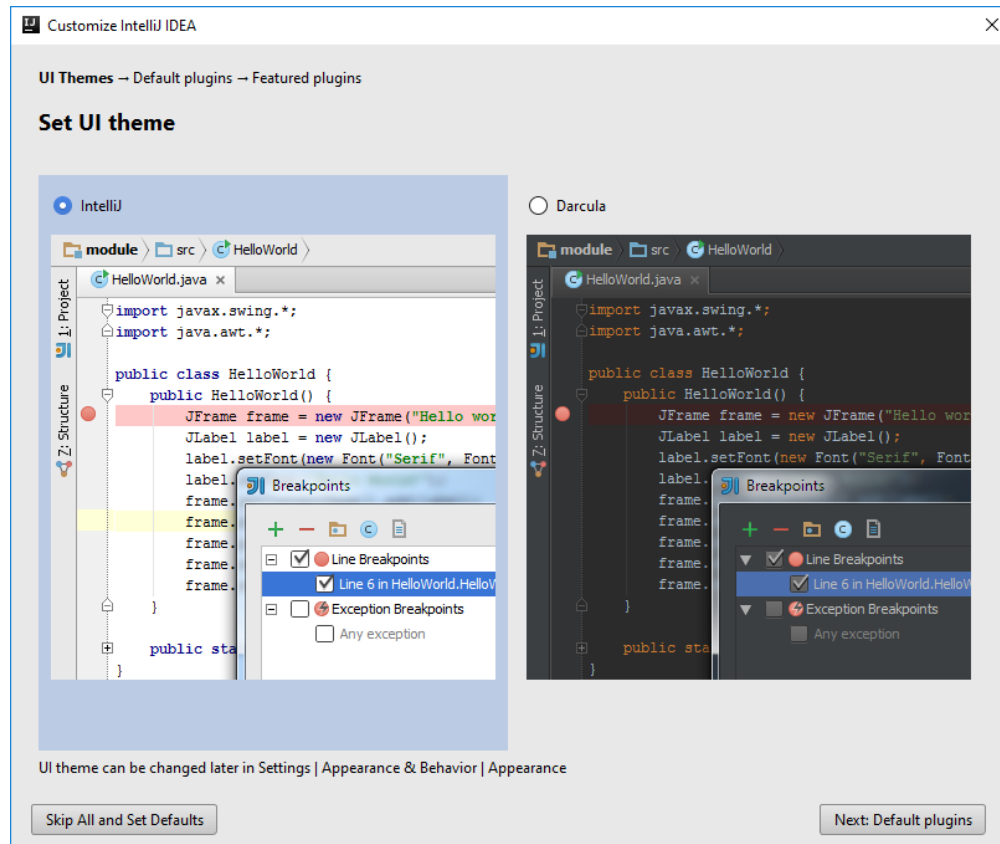 Customize IntelliJ IDEA
UI Themes → Default plugins → Featured plugins
Set UI theme
IntelliJ
module
src
HelloWorld
HelloWorld.java
1: Project
Z: Structure
import javax.swing.*;
import java.awt.*;
public class HelloWorld {
public HelloWorld() {
JFrame frame = new JFrame("Hello wor
JLabel label = new JLabel();
label.setFont(new Font("Serif", Font
label.
frame.
frame.
frame.
frame.
frame.
}
public sta
}
Breakpoints
Line Breakpoints
Line 6 in HelloWorld.HelloW
Exception Breakpoints
Any exception
Darcula
module
src
HelloWorld
HelloWorld.java
1: Project
Z: Structure
import javax.swing.*;
import java.awt.*;
public class HelloWorld {
public HelloWorld() {
JFrame frame = new JFrame("Hello wor
JLabel label = new JLabel();
label.setFont(new Font("Serif", Font
label.
frame.
frame.
frame.
frame.
frame.
}
public sta
}
Breakpoints
Line Breakpoints
Line 6 in HelloWorld.HelloW
Exception Breakpoints
Any exception
UI theme can be changed later in Settings | Appearance & Behavior | Appearance
Skip All and Set Defaults
Next: Default plugins